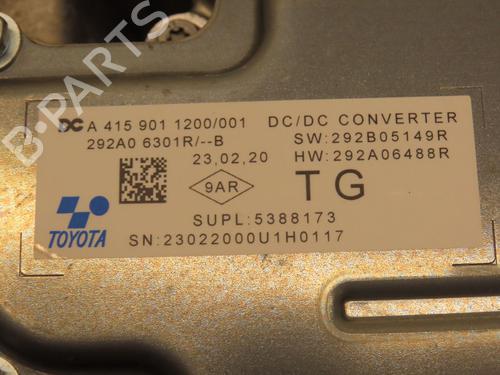 B-PARTS
DC A 415 901 1200/001 DC/DC CONVERTER
292A0 6301R/--B SW:292B05149R
23,02,20 HW:292A06488R
9AR TG
SUPL:5388173
TOYOTA
SN:23022000U1H0117